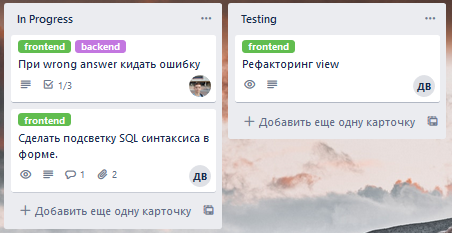 In Progress
frontend backend
При wrong answer кидать ошибку
1/3
frontend
Сделать подсветку SQL синтаксиса в
форме.
1 2
ДВ
Добавить еще одну карточку
Testing
frontend
Рефакторинг view
ДВ
Добавить еще одну карточку